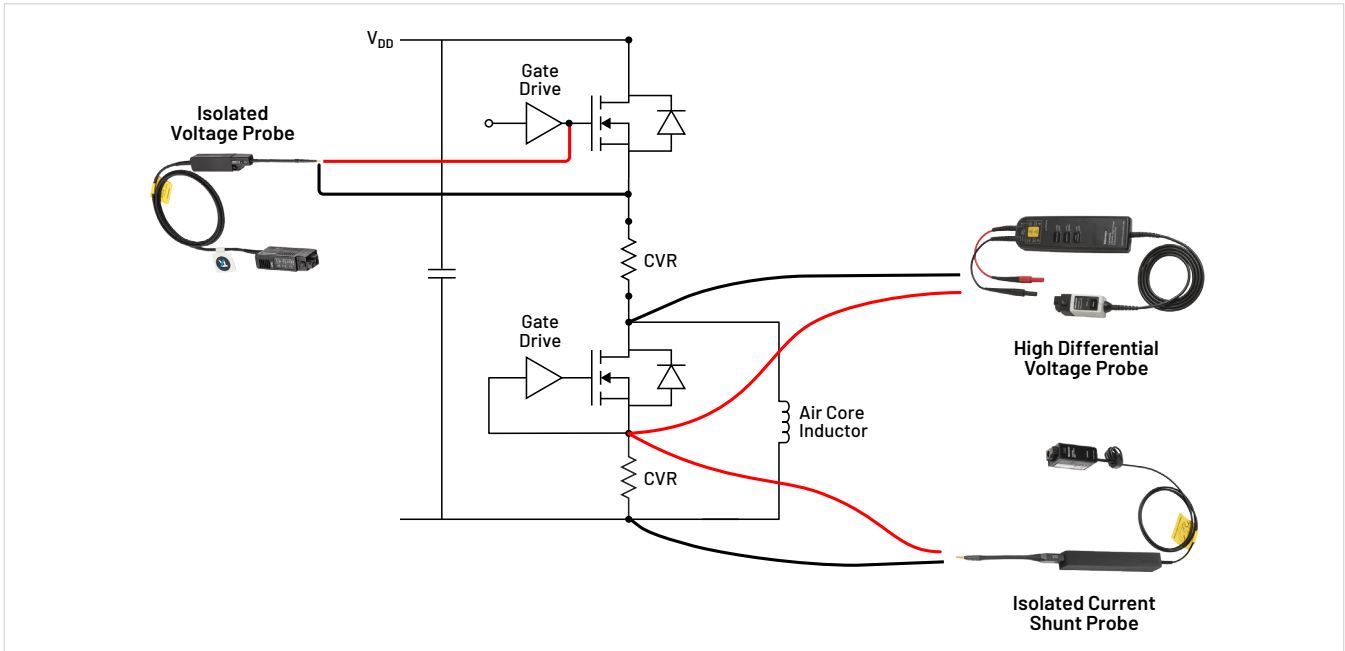 V_DD
Gate
Drive
Isolated
Voltage Probe
CVR
Gate
Drive
High Differential
Voltage Probe
Air Core
Inductor
CVR
Isolated Current
Shunt Probe